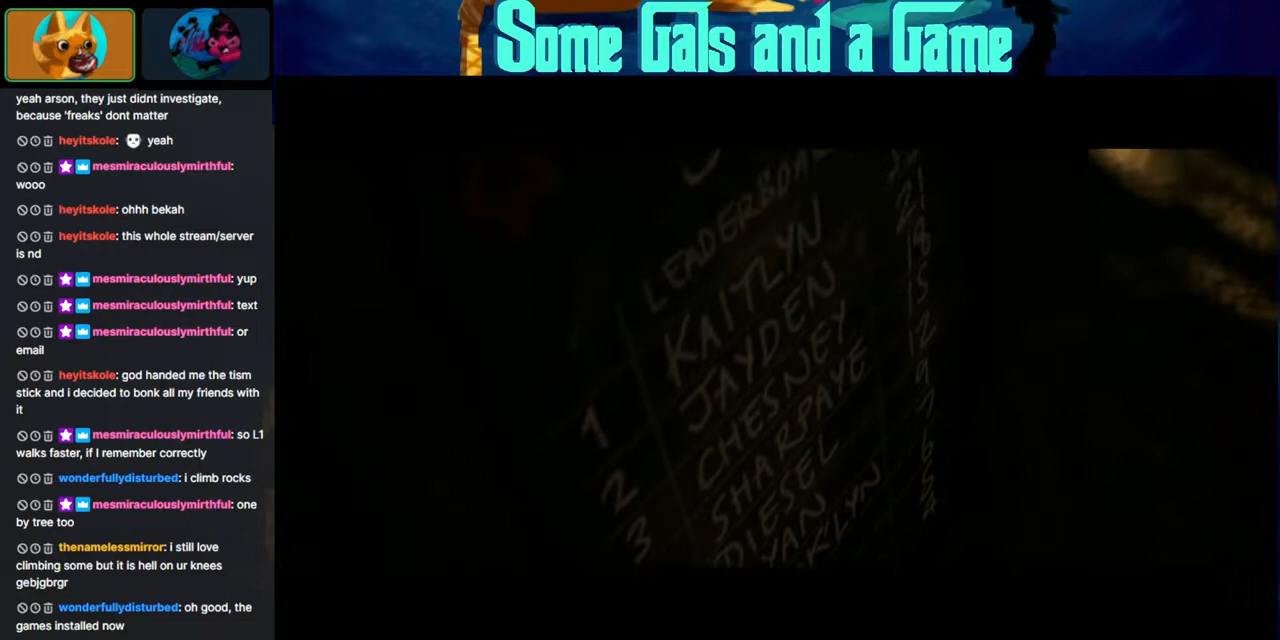 Some Gals and a Game
yeah arson, they just didnt investigate,
because 'freaks' dont matter
heyitskole: yeah
mesmiraculouslymirthful:
wooo
heyitskole: ohhh bekah
heyitskole: this whole stream/server
is nd
mesmiraculouslymirthful: yup
mesmiraculouslymirthful: text
mesmiraculouslymirthful: or
email
heyitskole: god handed me the tism
stick and i decided to bonk all my friends with
it
mesmiraculouslymirthful: so L1
walks faster, if I remember correctly
wonderfullydisturbed: i climb rocks
mesmiraculouslymirthful: one
by tree too
thenamelessmirror: i still love
climbing some but it is hell on ur knees
gebjgbrgr
wonderfullydisturbed: oh good, the
games installed now
1 KAITLYN 21
2 JAYDEN 18
3 CHESNEY 15
SHARPAYE 12
DIESEL 9